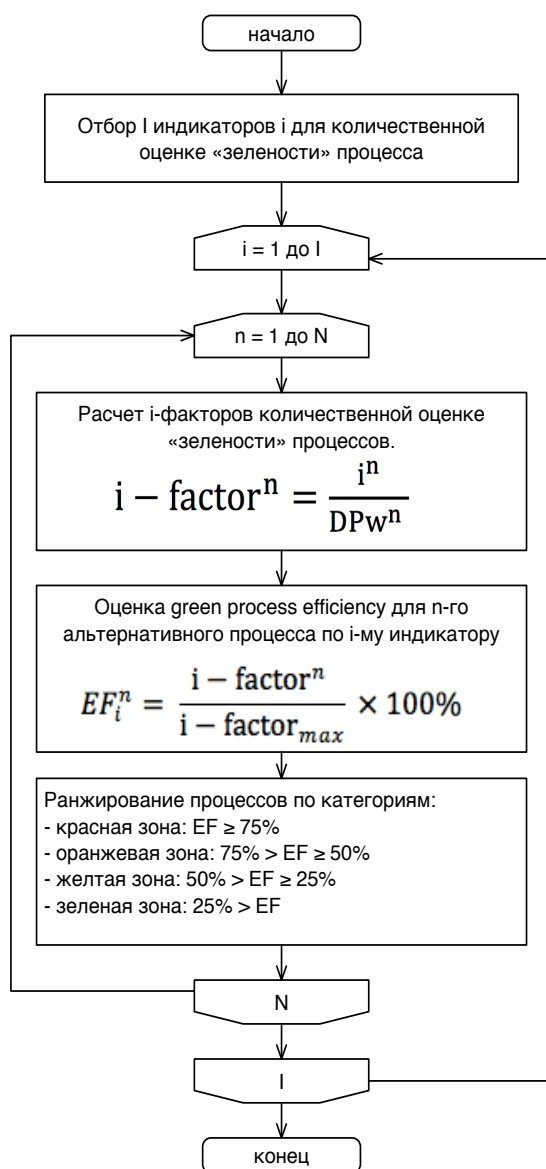 начало
Отбор I индикаторов i для количественной
оценке «зелености» процесса
i = 1 до I
n = 1 до N
Расчет i-факторов количественной оценке
«зелености» процессов.
i − factorⁿ = iⁿ / DPwⁿ
Оценка green process efficiency для n-го
альтернативного процесса по i-му индикатору
EFᵢⁿ = i − factorⁿ / i − factor_max × 100%
Ранжирование процессов по категориям:
- красная зона: EF ≥ 75%
- оранжевая зона: 75% > EF ≥ 50%
- желтая зона: 50% > EF ≥ 25%
- зеленая зона: 25% > EF
N
I
конец